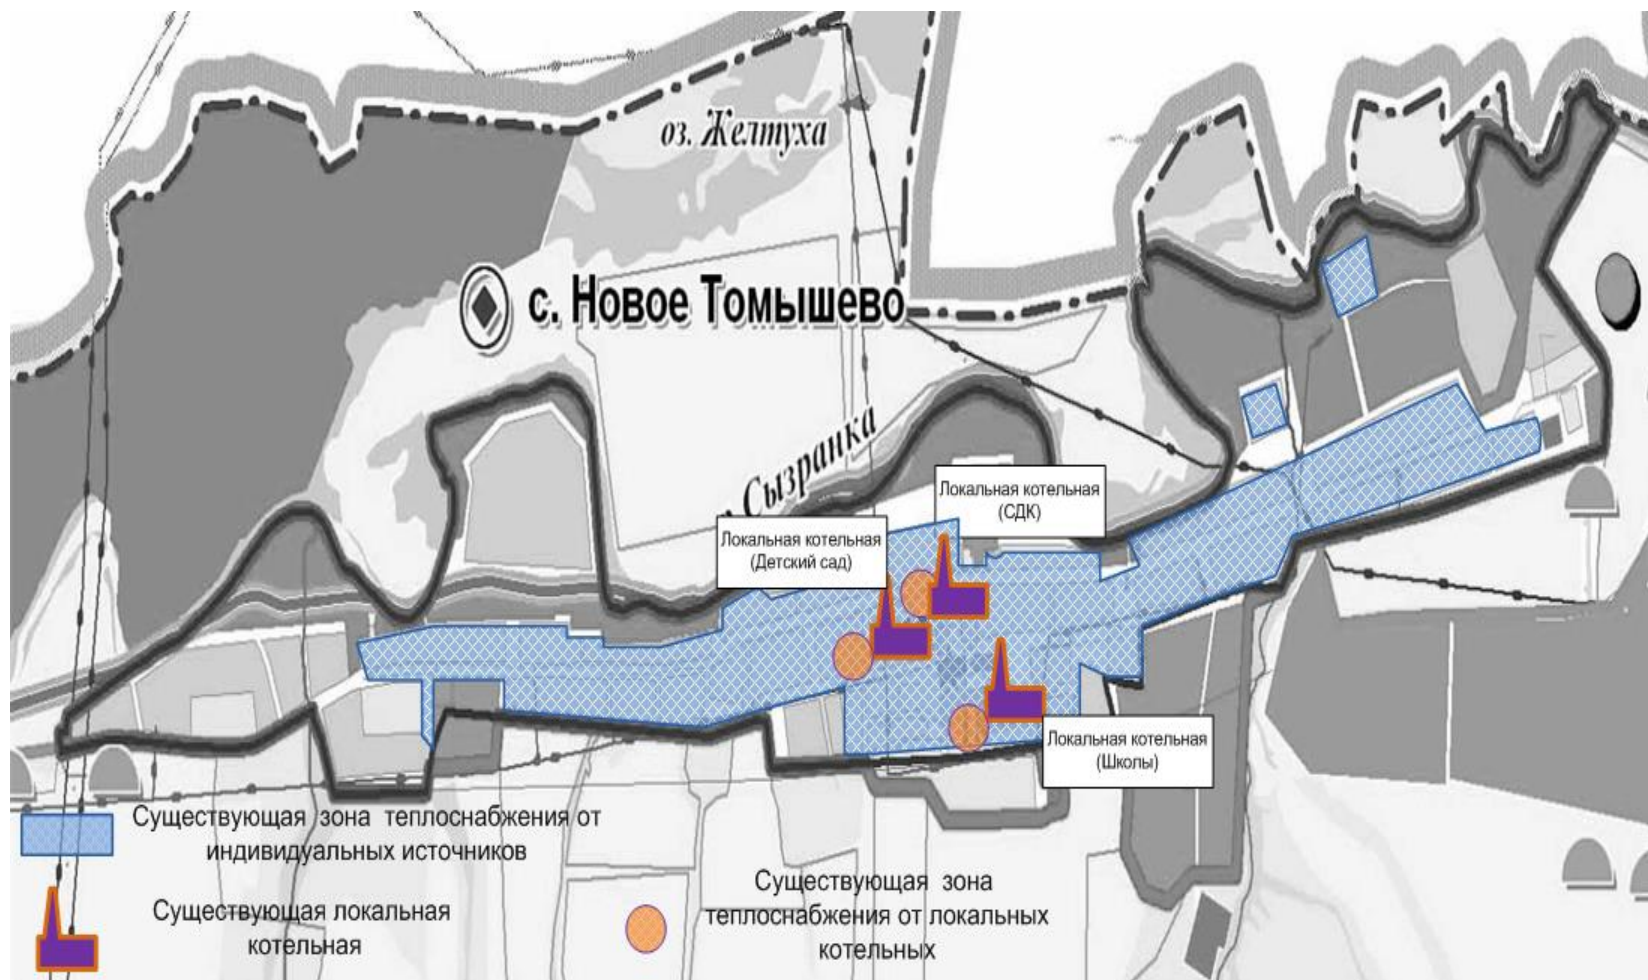 оз. Желтуха
с. Новое Томышево
Сызранка
Локальная котельная
(СДК)
Локальная котельная
(Детский сад)
Локальная котельная
(Школы)
Существующая зона теплоснабжения от
индивидуальных источников
Существующая локальная
котельная
Существующая зона
теплоснабжения от локальных
котельных